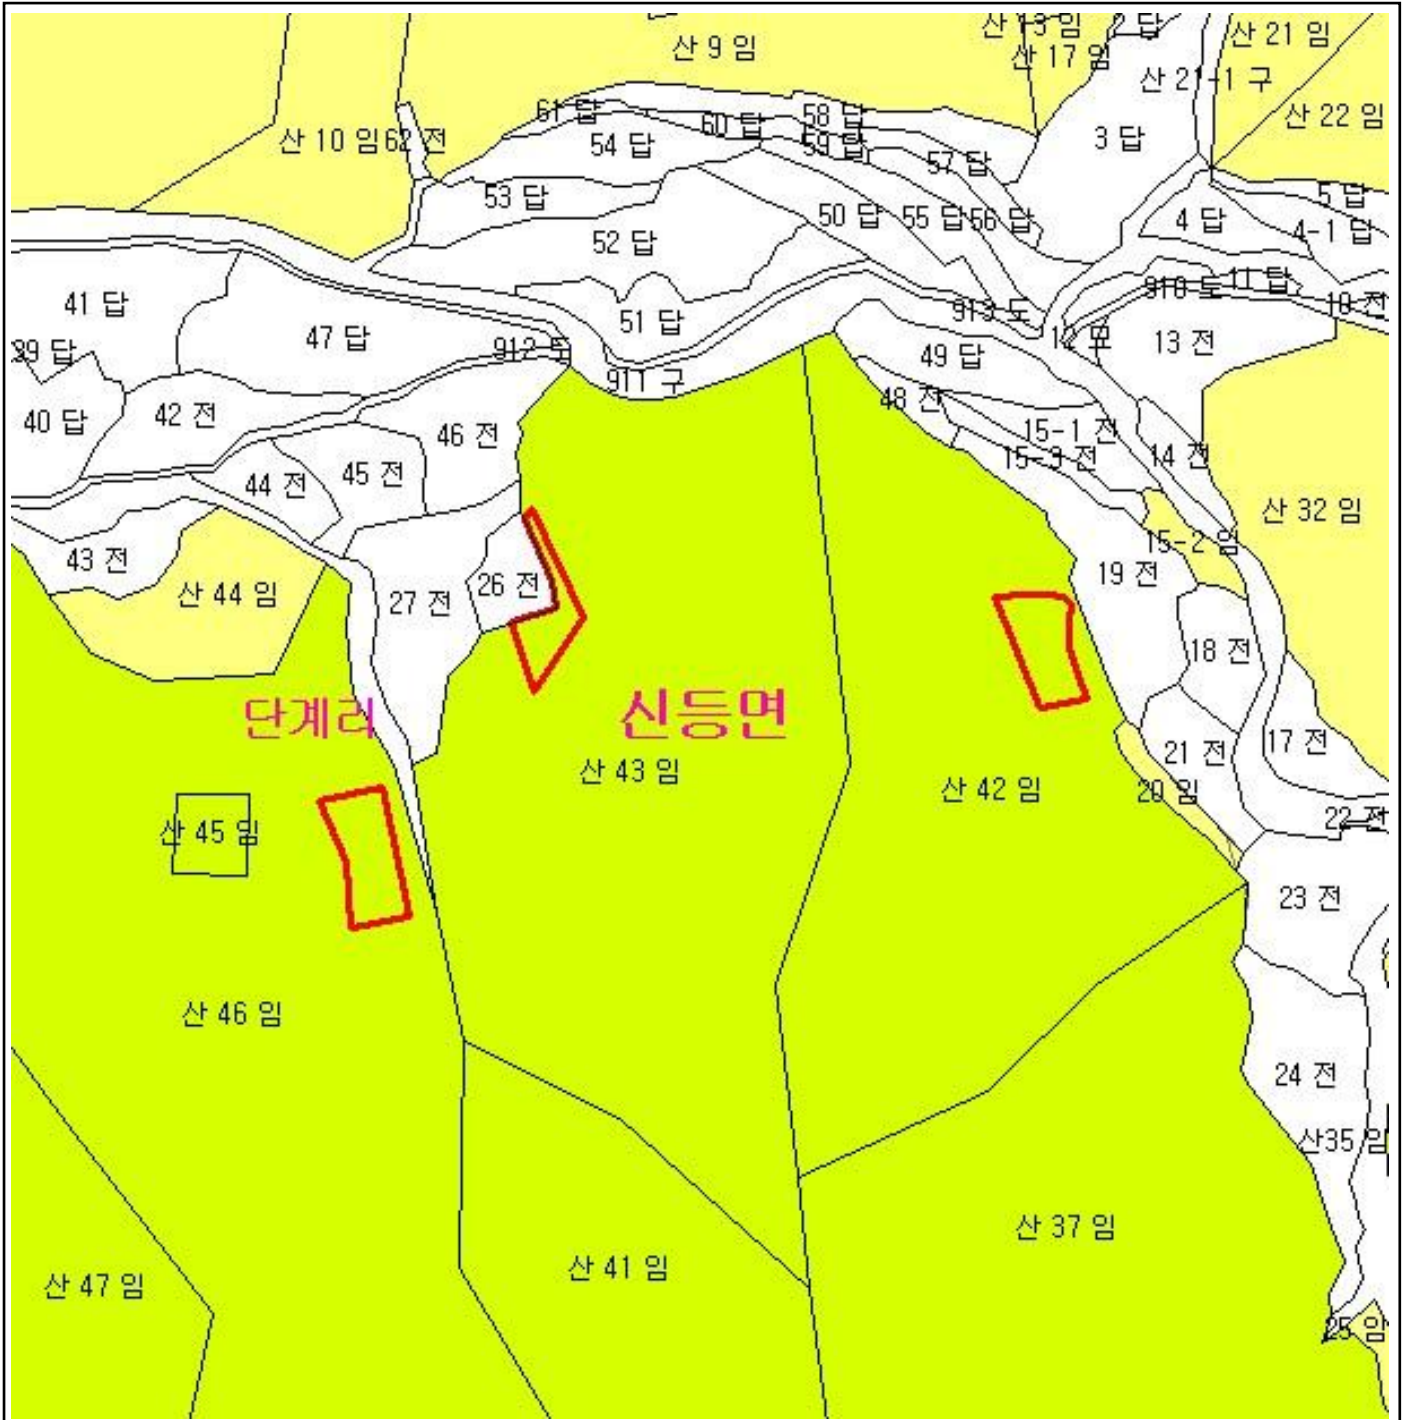 산 9 임
산 13 임
2 답
산 21 임
산 17 임
산 21-1 구
산 22 임
61 답
58 답
60 답
산 10 임
62 전
54 답
59 답
3 답
57 답
53 답
5 답
50 답
55 답
56 답
4 답
4-1 답
52 답
11 답
41 답
10 전
913 도
51 답
47 답
912 도
39 답
13 전
49 답
911 구
48 전
40 답
42 전
46 전
15-1 전
14 전
15-3 전
45 전
44 전
산 32 임
15-2 임
43 전
19 전
26 전
산 44 임
27 전
18 전
단계리
신등면
17 전
21 전
산 43 임
산 42 임
20 임
22 전
산 45 임
23 전
산 46 임
24 전
산35 임
산 37 임
산 41 임
산 47 임